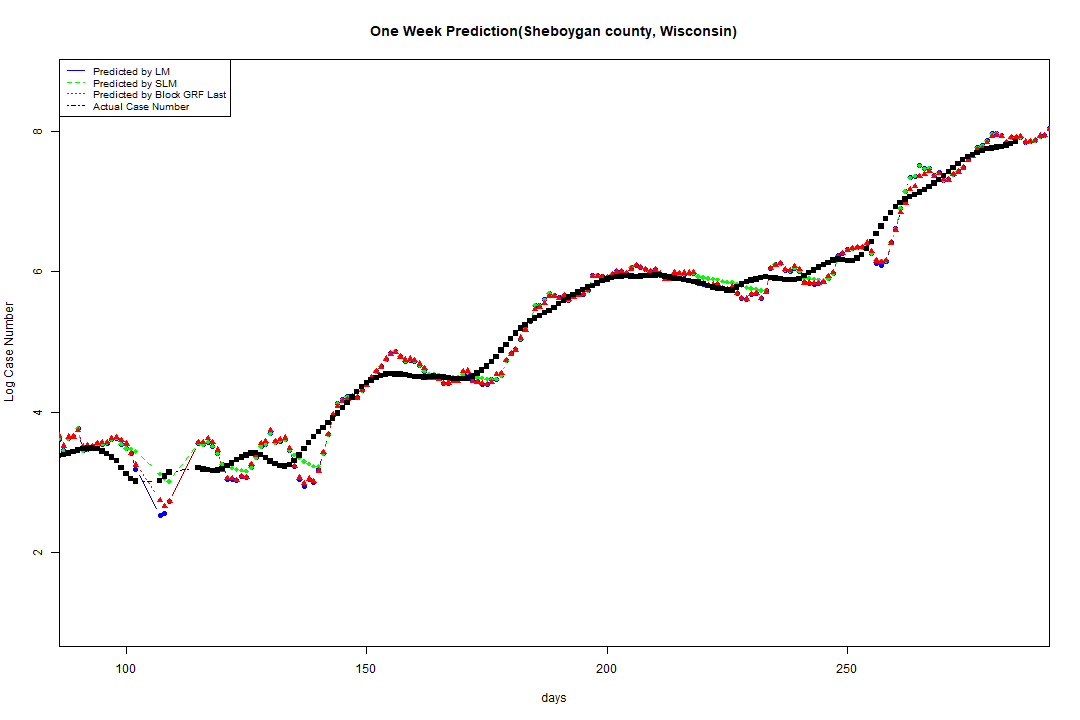 One Week Prediction(Sheboygan county, Wisconsin)
Predicted by LM
Predicted by SLM
Predicted by Block GRF Last
Actual Case Number
8
6
4
2
Log Case Number
100 150 200 250
days